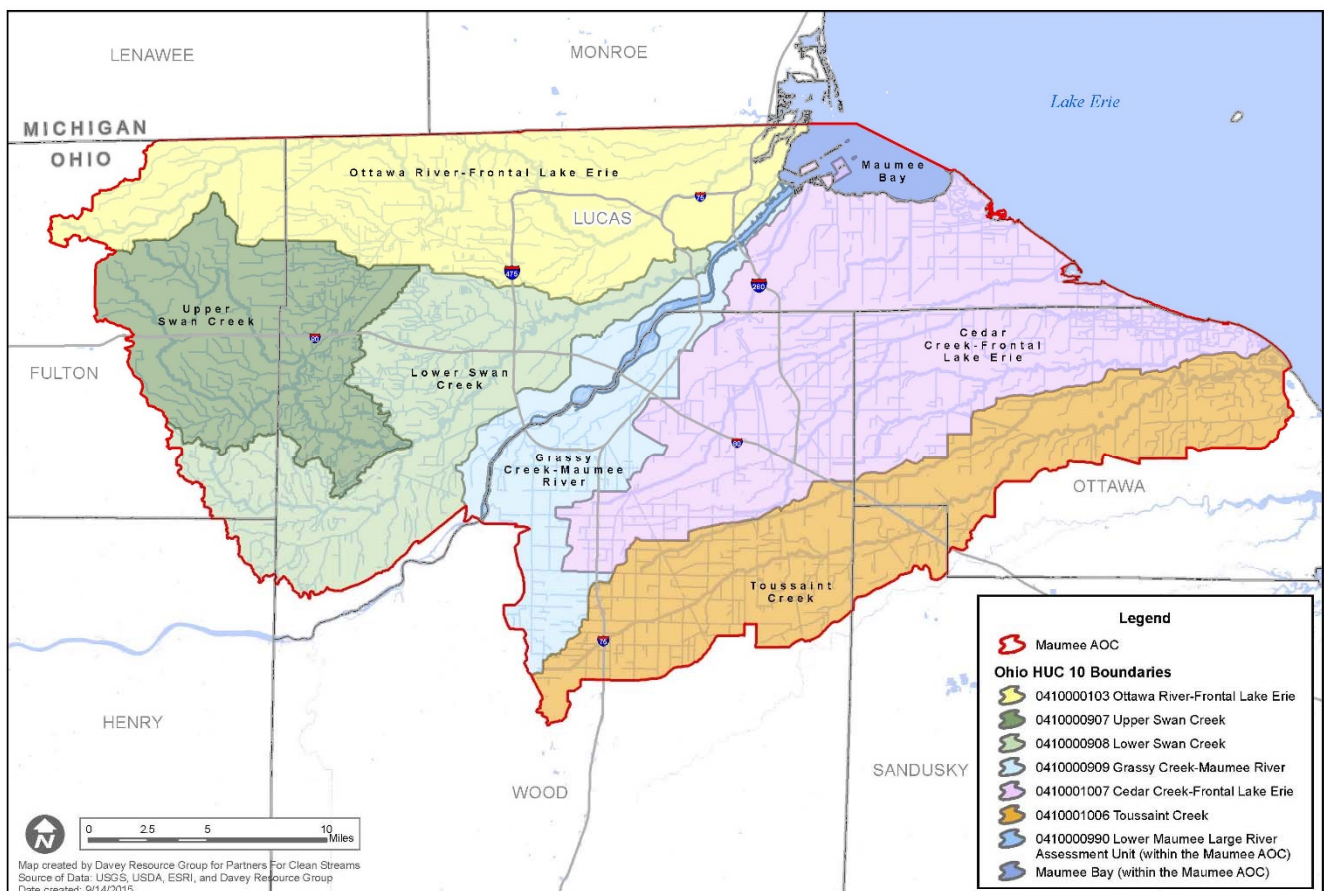 LENAWEE
MONROE
Lake Erie
MICHIGAN
OHIO
Ottawa River-Frontal Lake Erie
Maumee
Bay
LUCAS
75
475
280
Upper
Swan Creek
80
Cedar
Creek-Frontal
Lake Erie
FULTON
Lower Swan
Creek
80
Grassy
Creek-Maumee
River
OTTAWA
Toussaint
Creek
75
HENRY
WOOD
SANDUSKY
Legend
Maumee AOC
Ohio HUC 10 Boundaries
0410000103 Ottawa River-Frontal Lake Erie
0410000907 Upper Swan Creek
0410000908 Lower Swan Creek
0410000909 Grassy Creek-Maumee River
0410001007 Cedar Creek-Frontal Lake Erie
0410001006 Toussaint Creek
0410000990 Lower Maumee Large River
Assessment Unit (within the Maumee AOC)
Maumee Bay (within the Maumee AOC)
N
0 2.5 5 10
Miles
Map created by Davey Resource Group for Partners For Clean Streams
Source of Data: USGS, USDA, ESRI, and Davey Resource Group
Date created: 9/14/2015